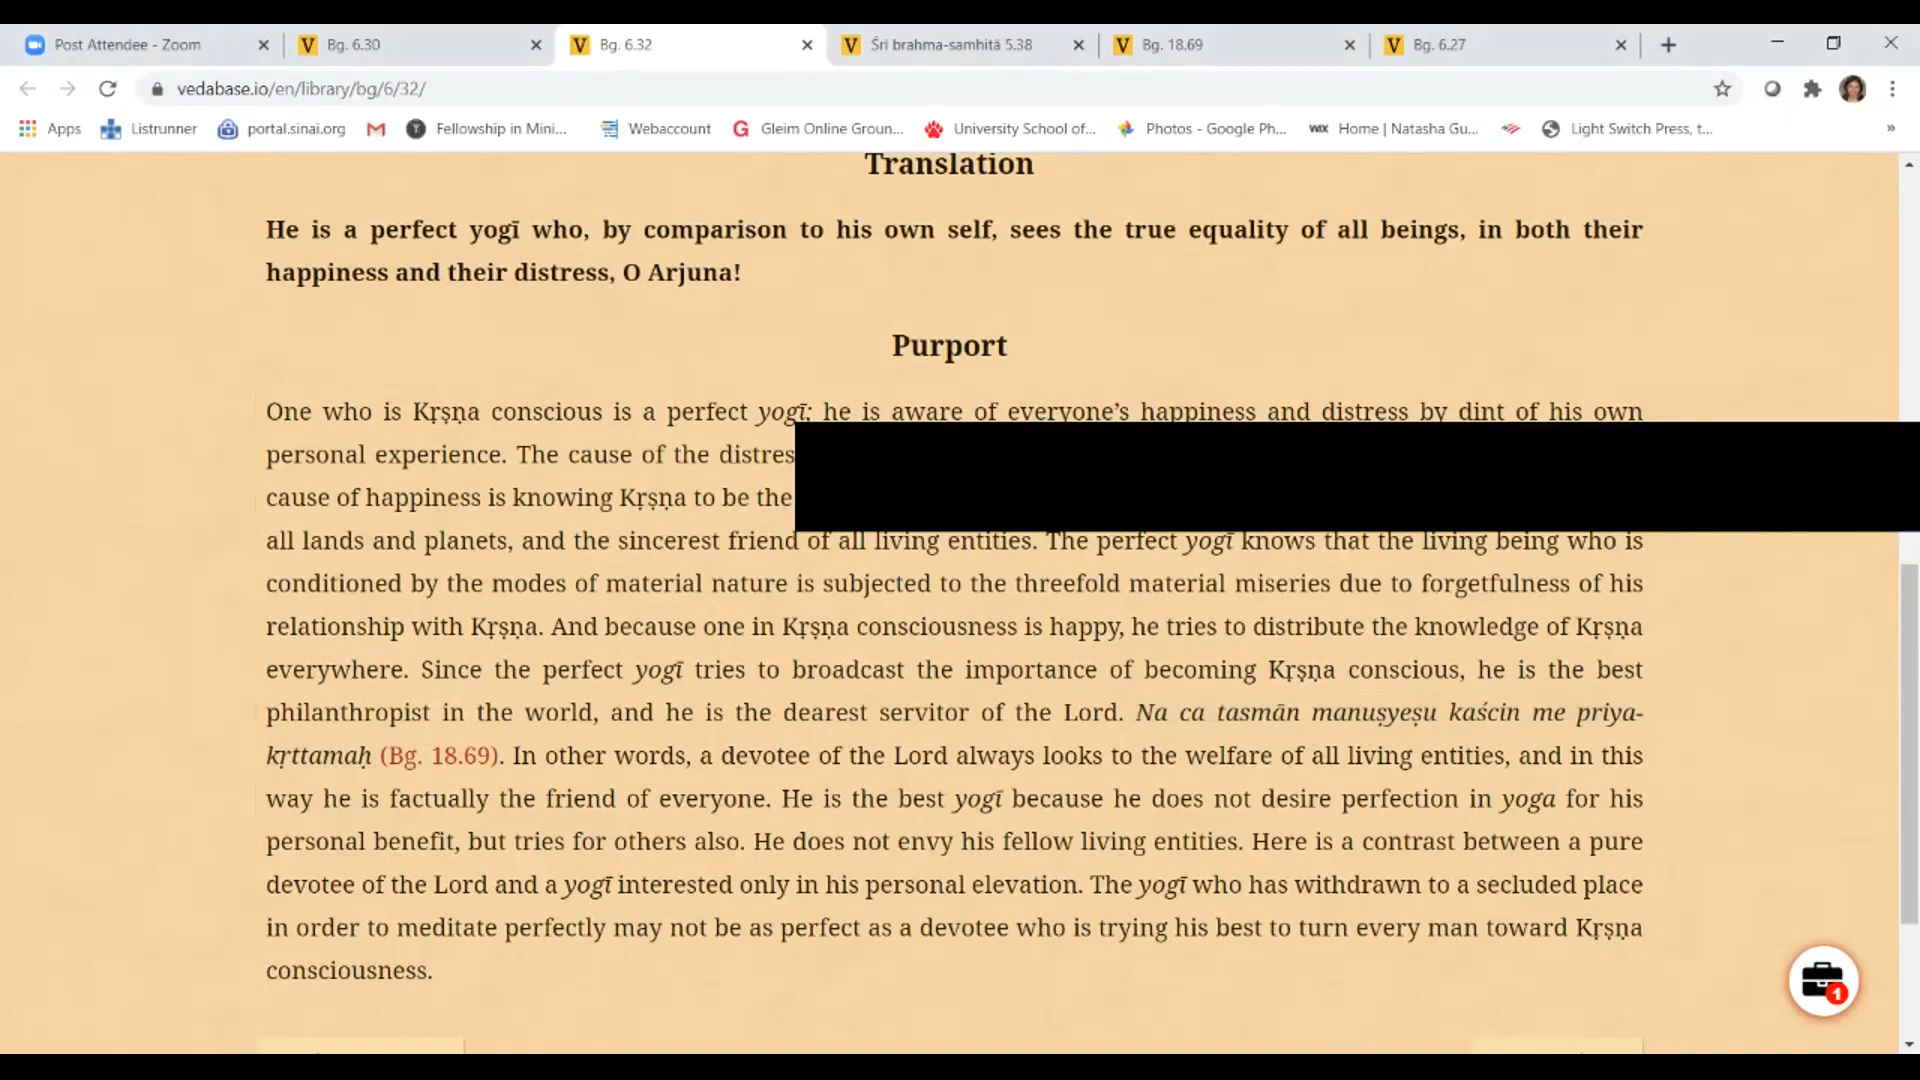 Post Attendee - Zoom
Bg. 6.30
Bg. 6.32
Śrī brahma-saṁhitā 5.38
Bg. 18.69
Bg. 6.27
vedabase.io/en/library/bg/6/32/
Apps
Listrunner
portal.sinai.org
Fellowship in Mini...
Webaccount
Gleim Online Groun...
University School of...
Photos - Google Ph...
WIX Home | Natasha Gu...
Light Switch Press, t...
»
Translation
He is a perfect yogī who, by comparison to his own self, sees the true equality of all beings, in both their
happiness and their distress, O Arjuna!
Purport
One who is Kṛṣṇa conscious is a perfect yogī; he is aware of everyone’s happiness and distress by dint of his own
personal experience. The cause of the distres
cause of happiness is knowing Kṛṣṇa to be the
all lands and planets, and the sincerest friend of all living entities. The perfect yogī knows that the living being who is
conditioned by the modes of material nature is subjected to the threefold material miseries due to forgetfulness of his
relationship with Kṛṣṇa. And because one in Kṛṣṇa consciousness is happy, he tries to distribute the knowledge of Kṛṣṇa
everywhere. Since the perfect yogī tries to broadcast the importance of becoming Kṛṣṇa conscious, he is the best
philanthropist in the world, and he is the dearest servitor of the Lord. Na ca tasmān manuṣyeṣu kaścin me priya-
kṛttamaḥ (Bg. 18.69). In other words, a devotee of the Lord always looks to the welfare of all living entities, and in this
way he is factually the friend of everyone. He is the best yogī because he does not desire perfection in yoga for his
personal benefit, but tries for others also. He does not envy his fellow living entities. Here is a contrast between a pure
devotee of the Lord and a yogī interested only in his personal elevation. The yogī who has withdrawn to a secluded place
in order to meditate perfectly may not be as perfect as a devotee who is trying his best to turn every man toward Kṛṣṇa
consciousness.
1